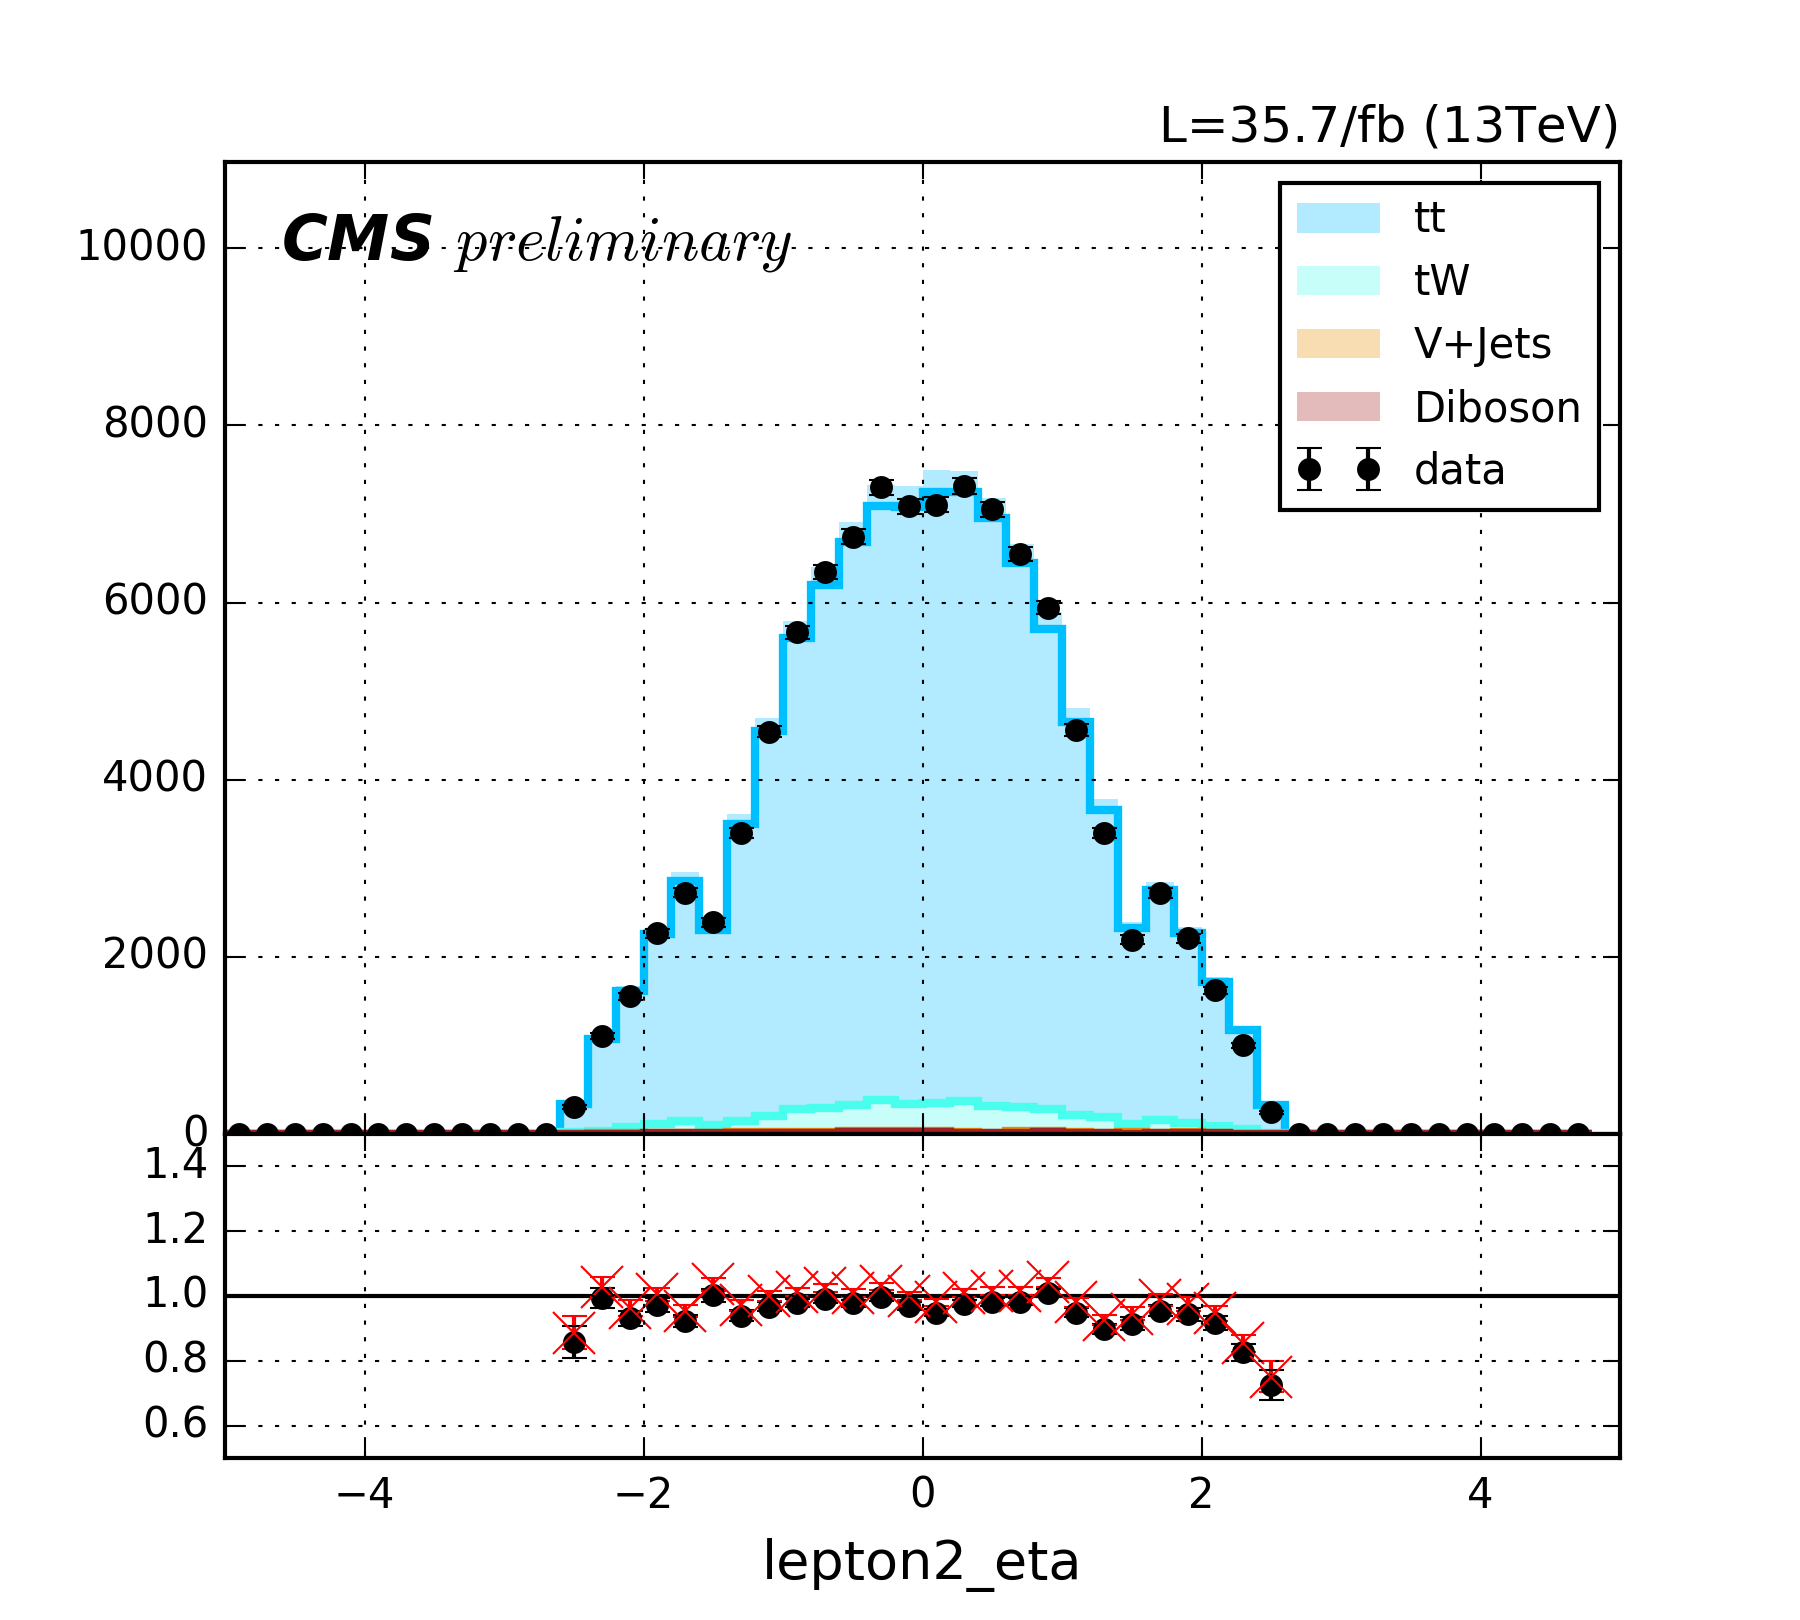 L=35.7/fb (13TeV)
CMS preliminary
tt
tW
V+Jets
Diboson
data
10000
8000
6000
4000
2000
0
1.4
1.2
1.0
0.8
0.6
−4 −2 0 2 4
lepton2_eta